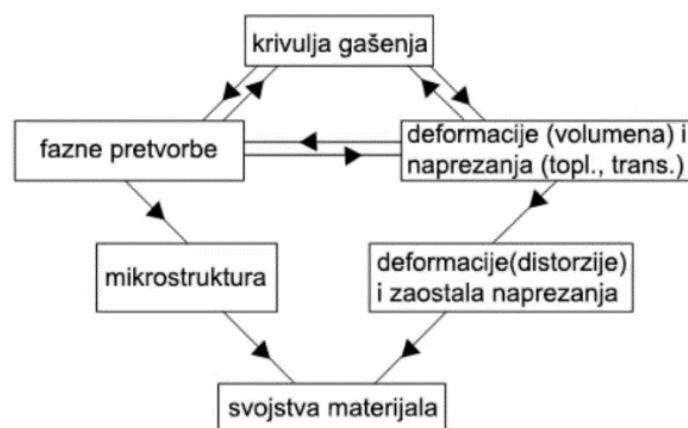 krivulja gašenja
fazne pretvorbe
deformacije (volumena) i
naprezanja (topl., trans.)
mikrostruktura
deformacije(distorzije)
i zaostala naprezanja
svojstva materijala